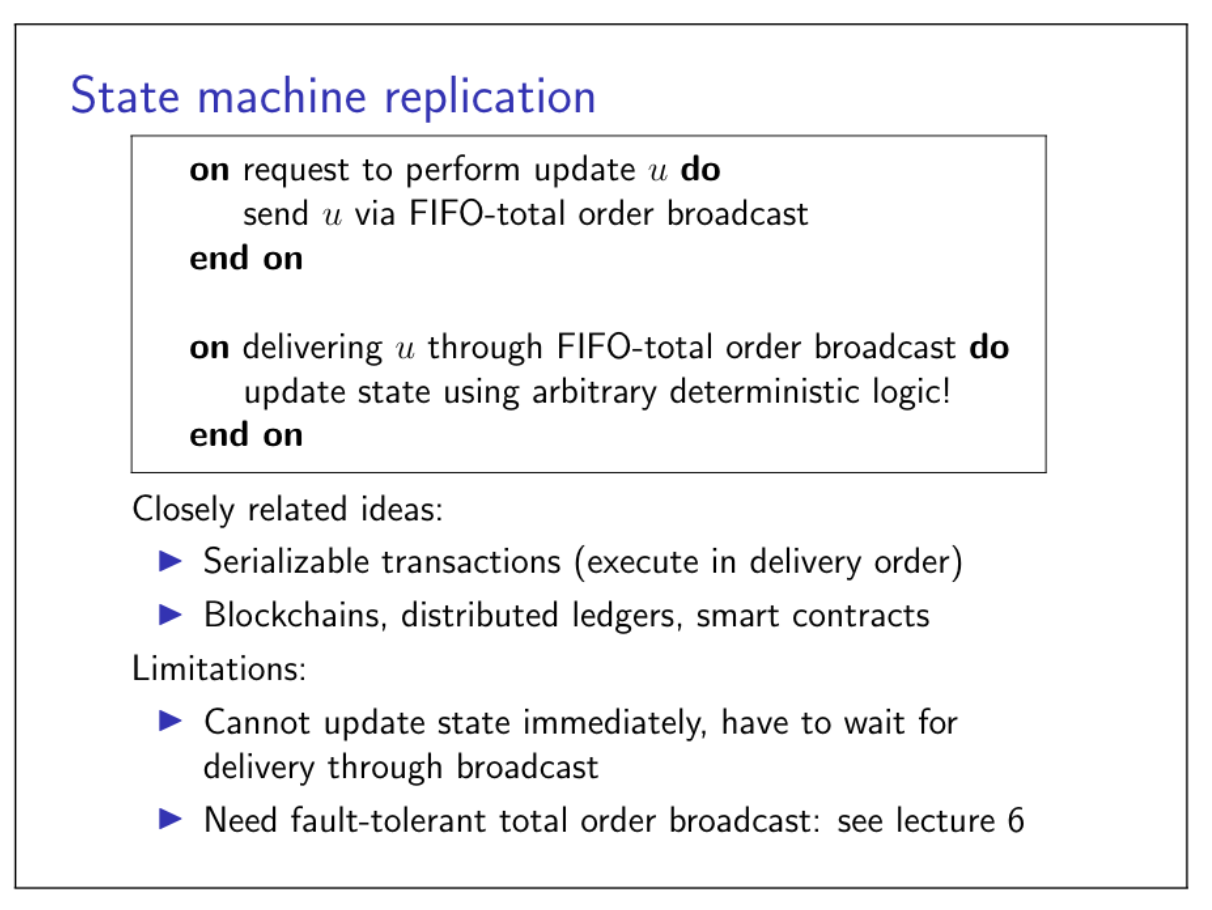 State machine replication
on request to perform update u do
send u via FIFO-total order broadcast
end on
on delivering u through FIFO-total order broadcast do
update state using arbitrary deterministic logic!
end on
Closely related ideas:
▶ Serializable transactions (execute in delivery order)
▶ Blockchains, distributed ledgers, smart contracts
Limitations:
▶ Cannot update state immediately, have to wait for
delivery through broadcast
▶ Need fault-tolerant total order broadcast: see lecture 6